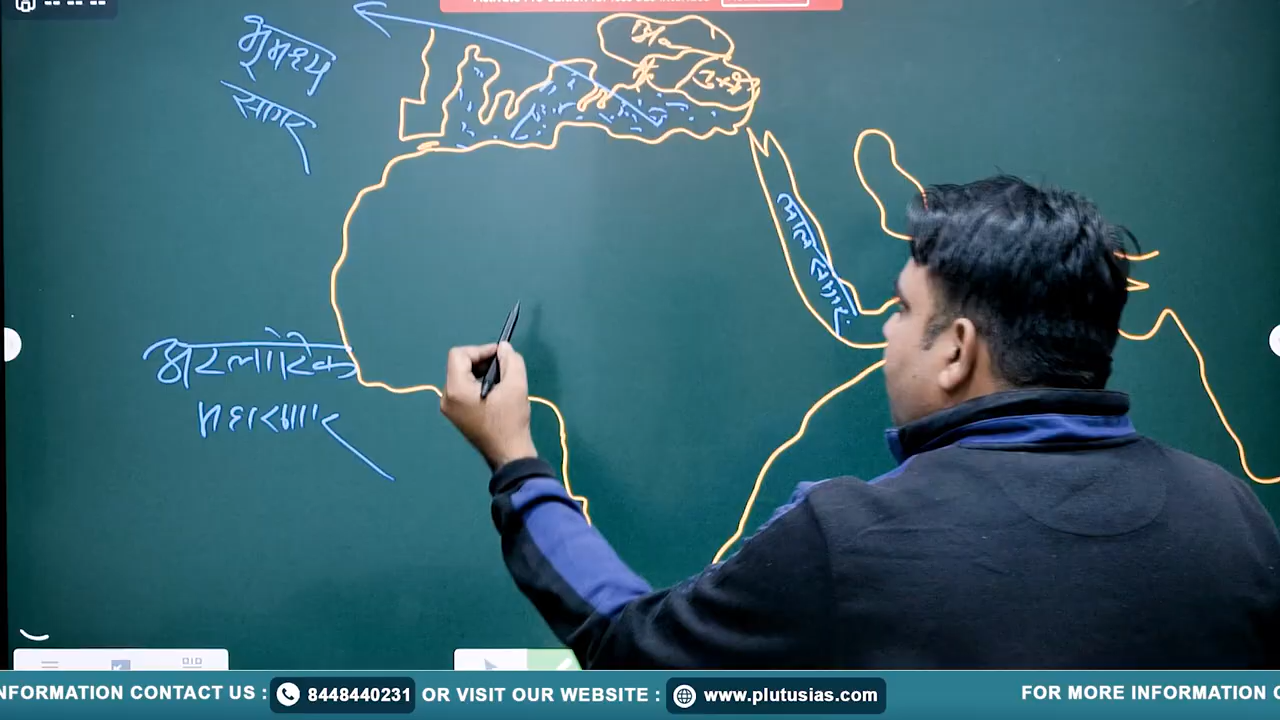 भूमध्य
सागर
लाल सागर
अटलांटिक
महासागर
NFORMATION CONTACT US : 8448440231 OR VISIT OUR WEBSITE : www.plutusias.com FOR MORE INFORMATION C